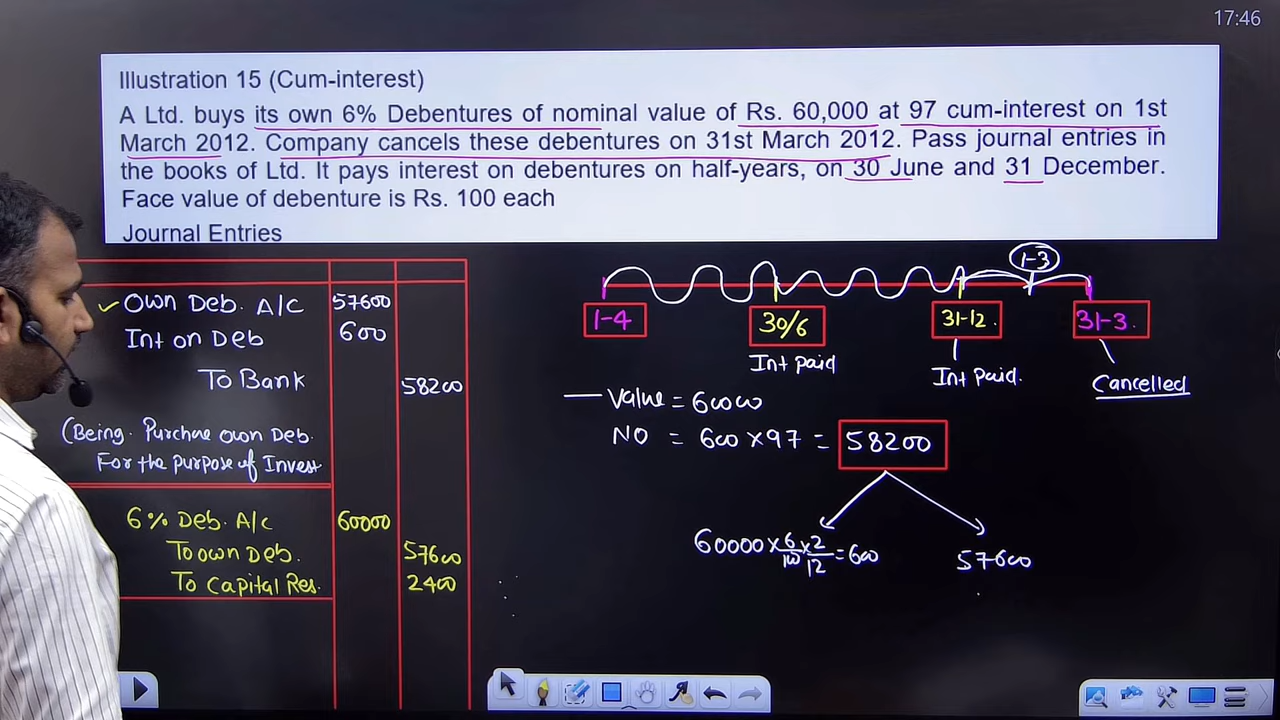 17:46
Illustration 15 (Cum-interest)
A Ltd. buys its own 6% Debentures of nominal value of Rs. 60,000 at 97 cum-interest on 1st
March 2012. Company cancels these debentures on 31st March 2012. Pass journal entries in
the books of Ltd. It pays interest on debentures on half-years, on 30 June and 31 December.
Face value of debenture is Rs. 100 each
Journal Entries
✓ Own Deb. A/C 57600
Int on Deb 600
To Bank 58200
(Being. Purchase own Deb.
For the purpose of Invest
6% Deb. A/C 60000
To own Deb. 57600
To Capital Res. 2400
1-3
1-4 30/6 31-12. 31-3.
Int paid Int Paid. Cancelled
— Value = 60000
NO = 600 × 97 = 58200
60000 × 6/100 × 2/12 = 600 57600